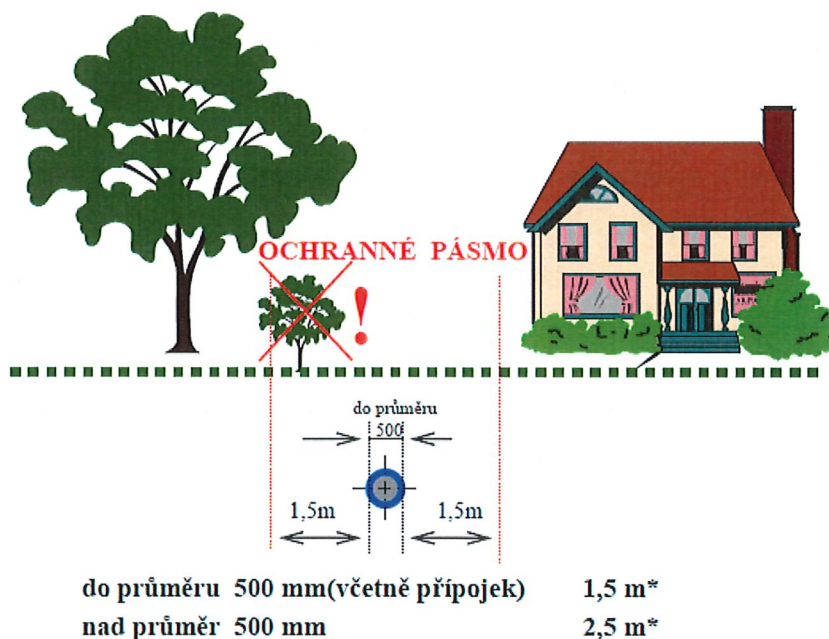 OCHRANNÉ PÁSMO
!
do průměru
500
1,5m 1,5m
do průměru 500 mm(včetně přípojek) 1,5 m*
nad průměr 500 mm 2,5 m*